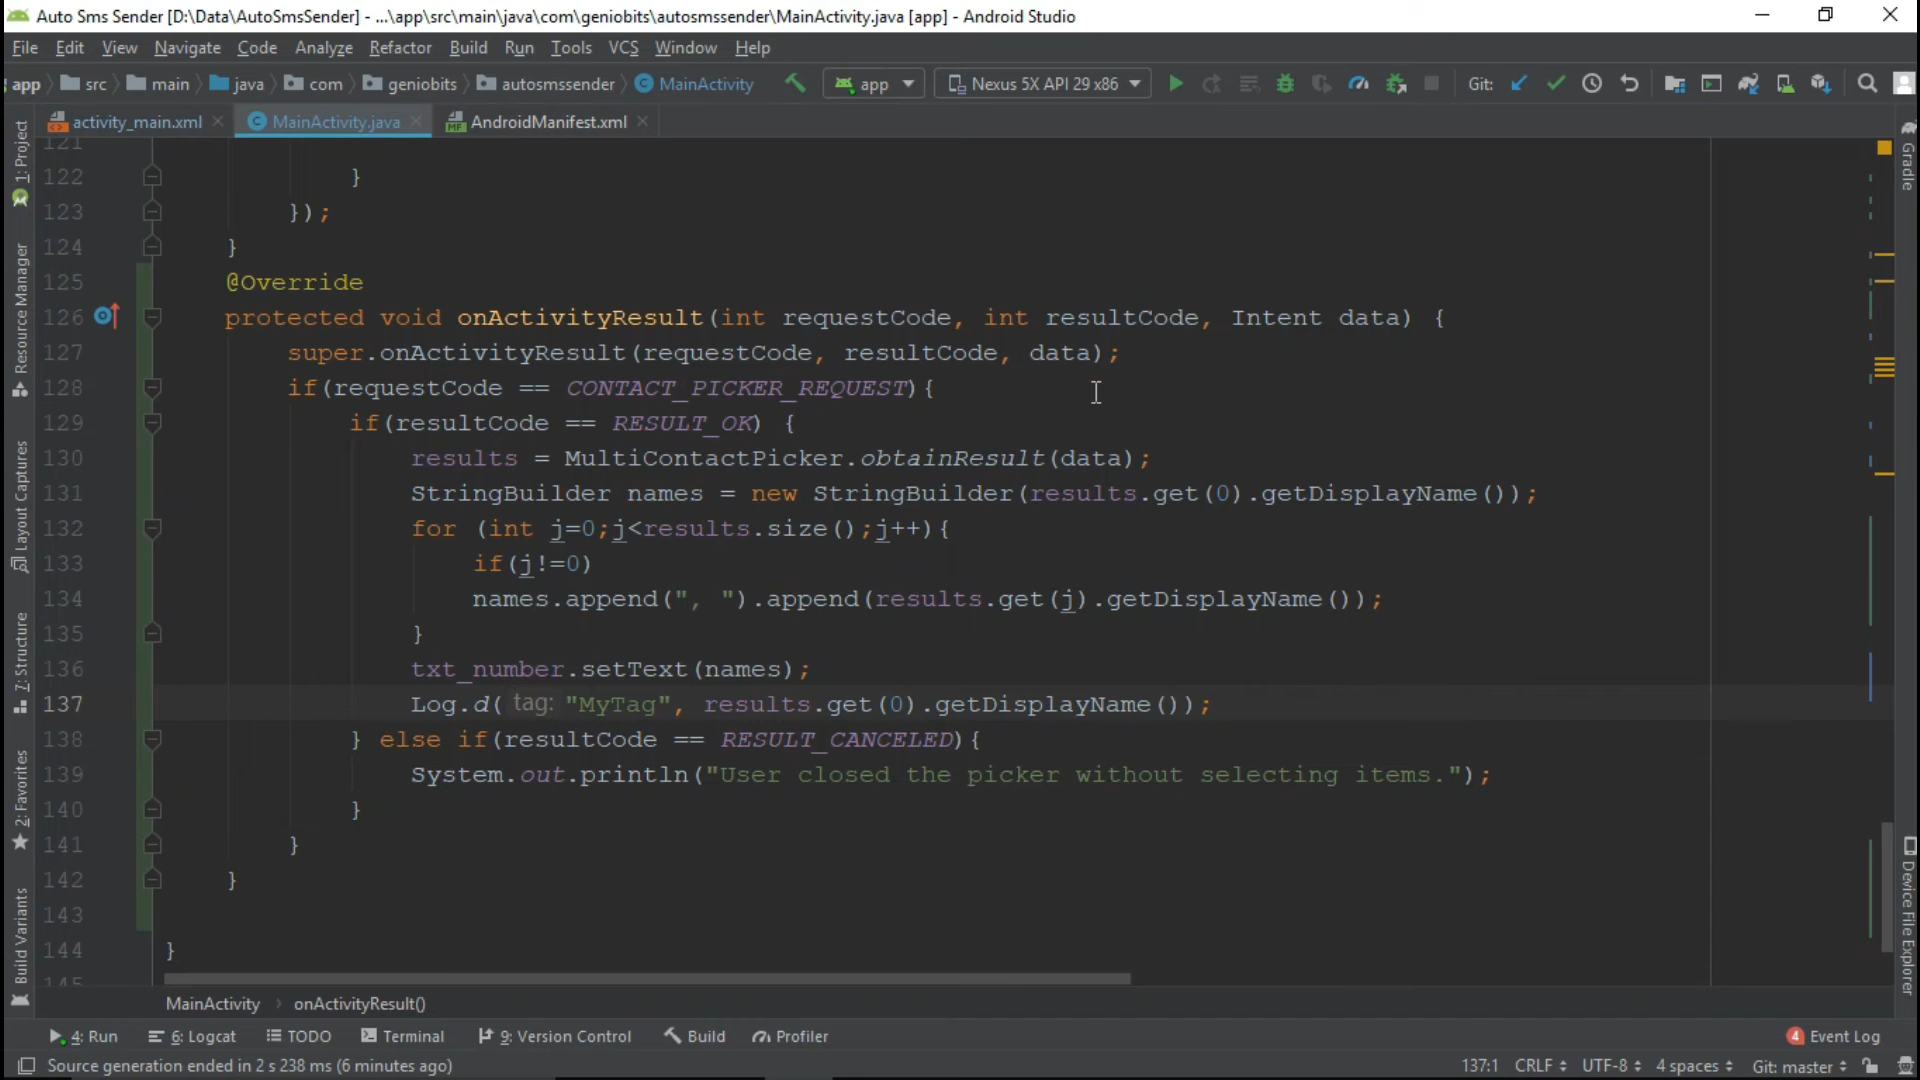 Auto Sms Sender [D:\Data\AutoSmsSender] - ...\app\src\main\java\com\geniobits\autosmssender\MainActivity.java [app] - Android Studio
File Edit View Navigate Code Analyze Refactor Build Run Tools VCS Window Help
app src main java com geniobits autosmssender MainActivity app Nexus 5X API 29 x86 Git:
activity_main.xml MainActivity.java AndroidManifest.xml
1: Project
Resource Manager
Layout Captures
7: Structure
2: Favorites
Build Variants
Gradle
Device File Explorer
121
122 }
123 });
124 }
125 @Override
126 protected void onActivityResult(int requestCode, int resultCode, Intent data) {
127 super.onActivityResult(requestCode, resultCode, data);
128 if(requestCode == CONTACT_PICKER_REQUEST){
129 if(resultCode == RESULT_OK) {
130 results = MultiContactPicker.obtainResult(data);
131 StringBuilder names = new StringBuilder(results.get(0).getDisplayName());
132 for (int j=0;j<results.size();j++){
133 if(j!=0)
134 names.append(", ").append(results.get(j).getDisplayName());
135 }
136 txt_number.setText(names);
137 Log.d( tag: "MyTag", results.get(0).getDisplayName());
138 } else if(resultCode == RESULT_CANCELED){
139 System.out.println("User closed the picker without selecting items.");
140 }
141 }
142 }
143
144 }
145
MainActivity onActivityResult()
4: Run 6: Logcat TODO Terminal 9: Version Control Build Profiler 4 Event Log
Source generation ended in 2 s 238 ms (6 minutes ago) 137:1 CRLF UTF-8 4 spaces Git: master